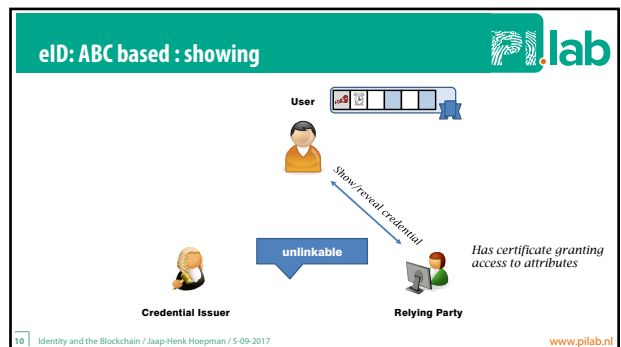 eID: ABC based : showing
PI.lab
User
Show/reveal credential
unlinkable
Has certificate granting
access to attributes
Credential Issuer
Relying Party
10 Identity and the Blockchain / Jaap-Henk Hoepman / 5-09-2017
www.pilab.nl